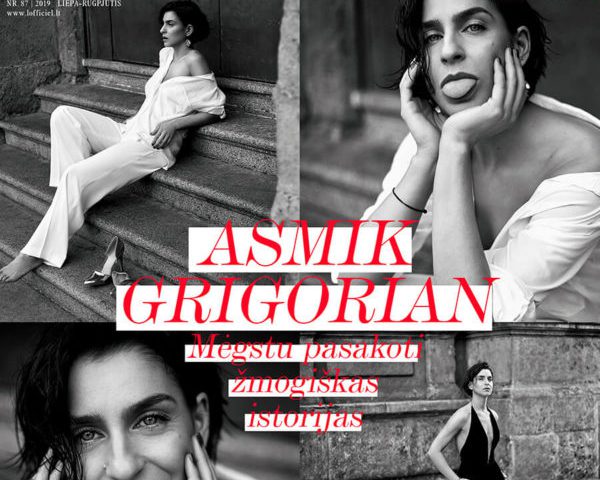 NR. 87 | 2019 LIEPA-RUGPJŪTIS
www.lofficiel.lt
ASMIK
GRIGORIAN
Mėgstu pasakoti
žmogiškas
istorijas